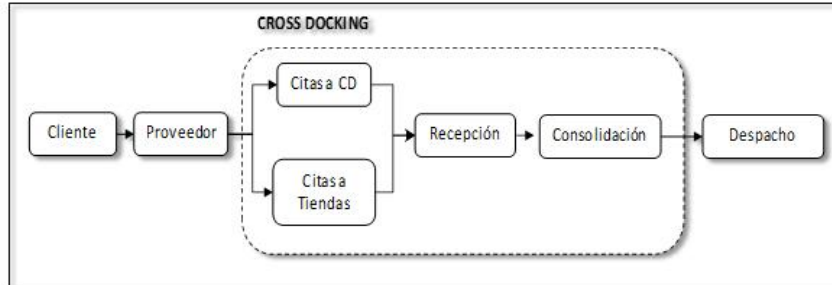 CROSS DOCKING
Citas a CD
Cliente
Proveedor
Recepción
Consolidación
Despacho
Citas a
Tiendas